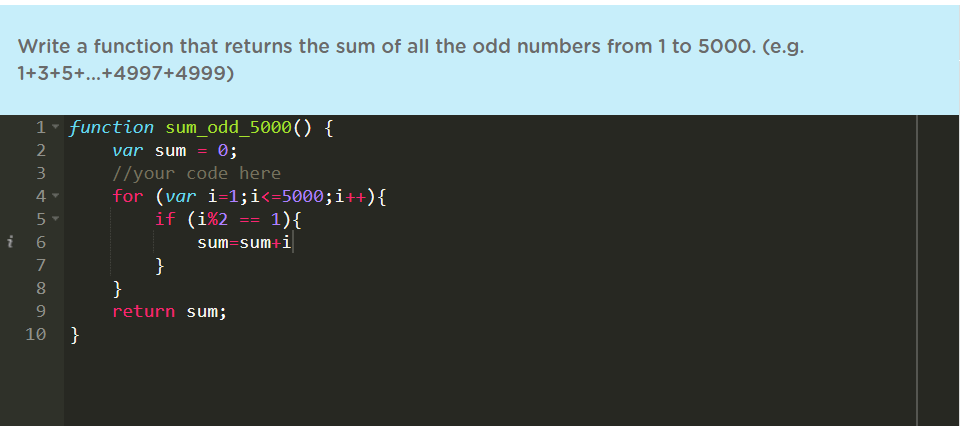 Write a function that returns the sum of all the odd numbers from 1 to 5000. (e.g.
1+3+5+...+4997+4999)
1 function sum_odd_5000() {
2 var sum = 0;
3 //your code here
4 for (var i=1;i<=5000;i++){
5 if (i%2 == 1){
i 6 sum=sum+i
7 }
8 }
9 return sum;
10 }